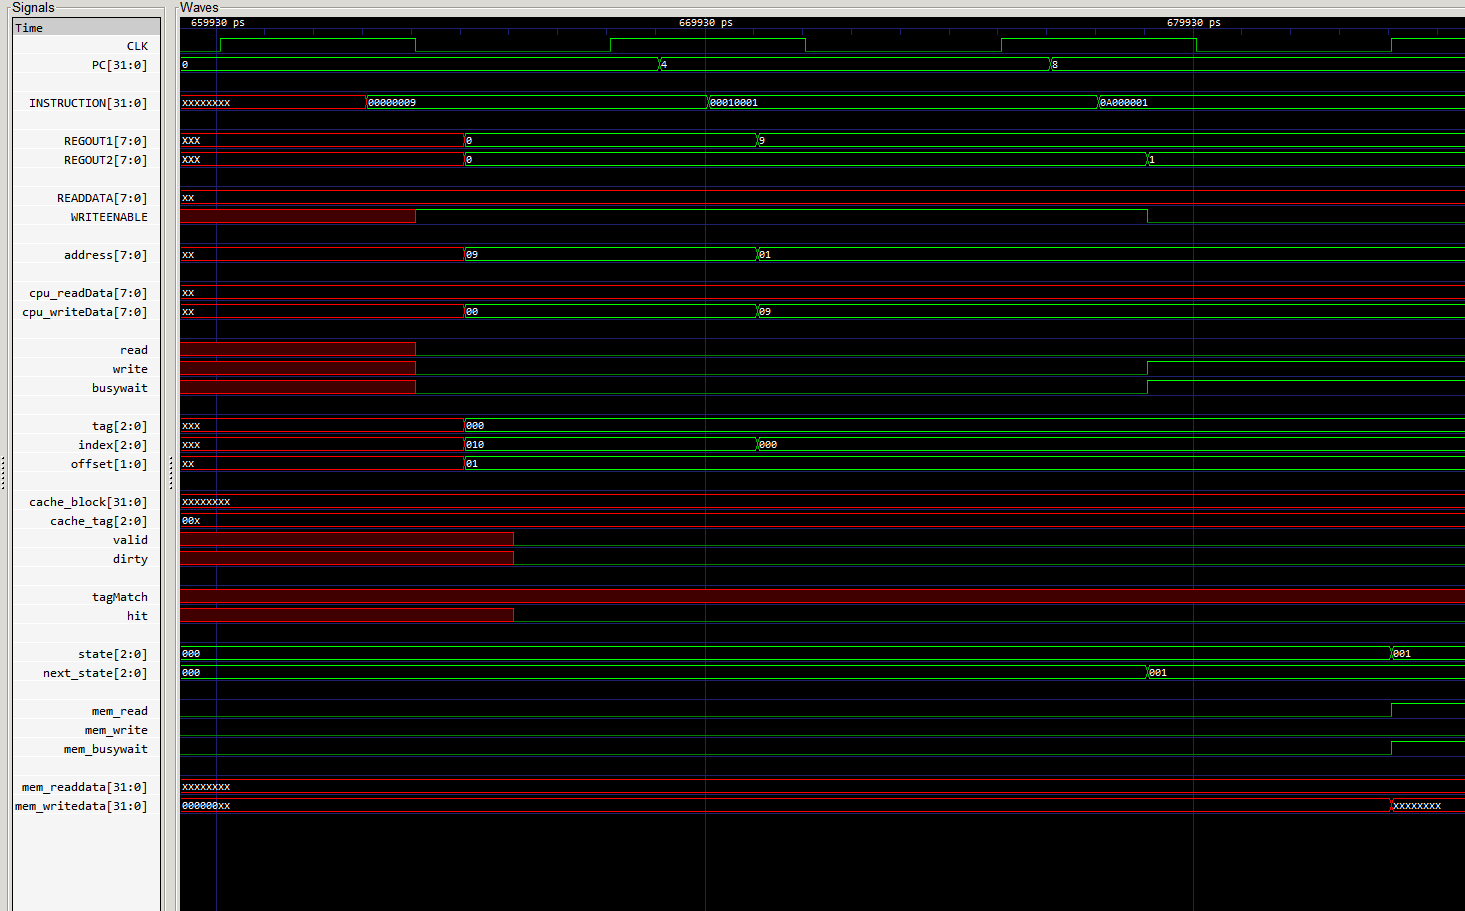 Signals Waves
Time 659930 ps 669930 ps 679930 ps
CLK
PC[31:0] 0 4 8
INSTRUCTION[31:0] xxxxxxxx 00000009 00010001 0A000001
REGOUT1[7:0] xxx 0 9
REGOUT2[7:0] xxx 0 1
READDATA[7:0] xx
WRITEENABLE
address[7:0] xx 09 01
cpu_readData[7:0] xx
cpu_writeData[7:0] xx 00 09
read
write
busywait
tag[2:0] xxx 000
index[2:0] xxx 010 000
offset[1:0] xx 01
cache_block[31:0] xxxxxxxx
cache_tag[2:0] 00x
valid
dirty
tagMatch
hit
state[2:0] 000 001
next_state[2:0] 000 001
mem_read
mem_write
mem_busywait
mem_readdata[31:0] xxxxxxxx
mem_writedata[31:0] 000000xx xxxxxxxx